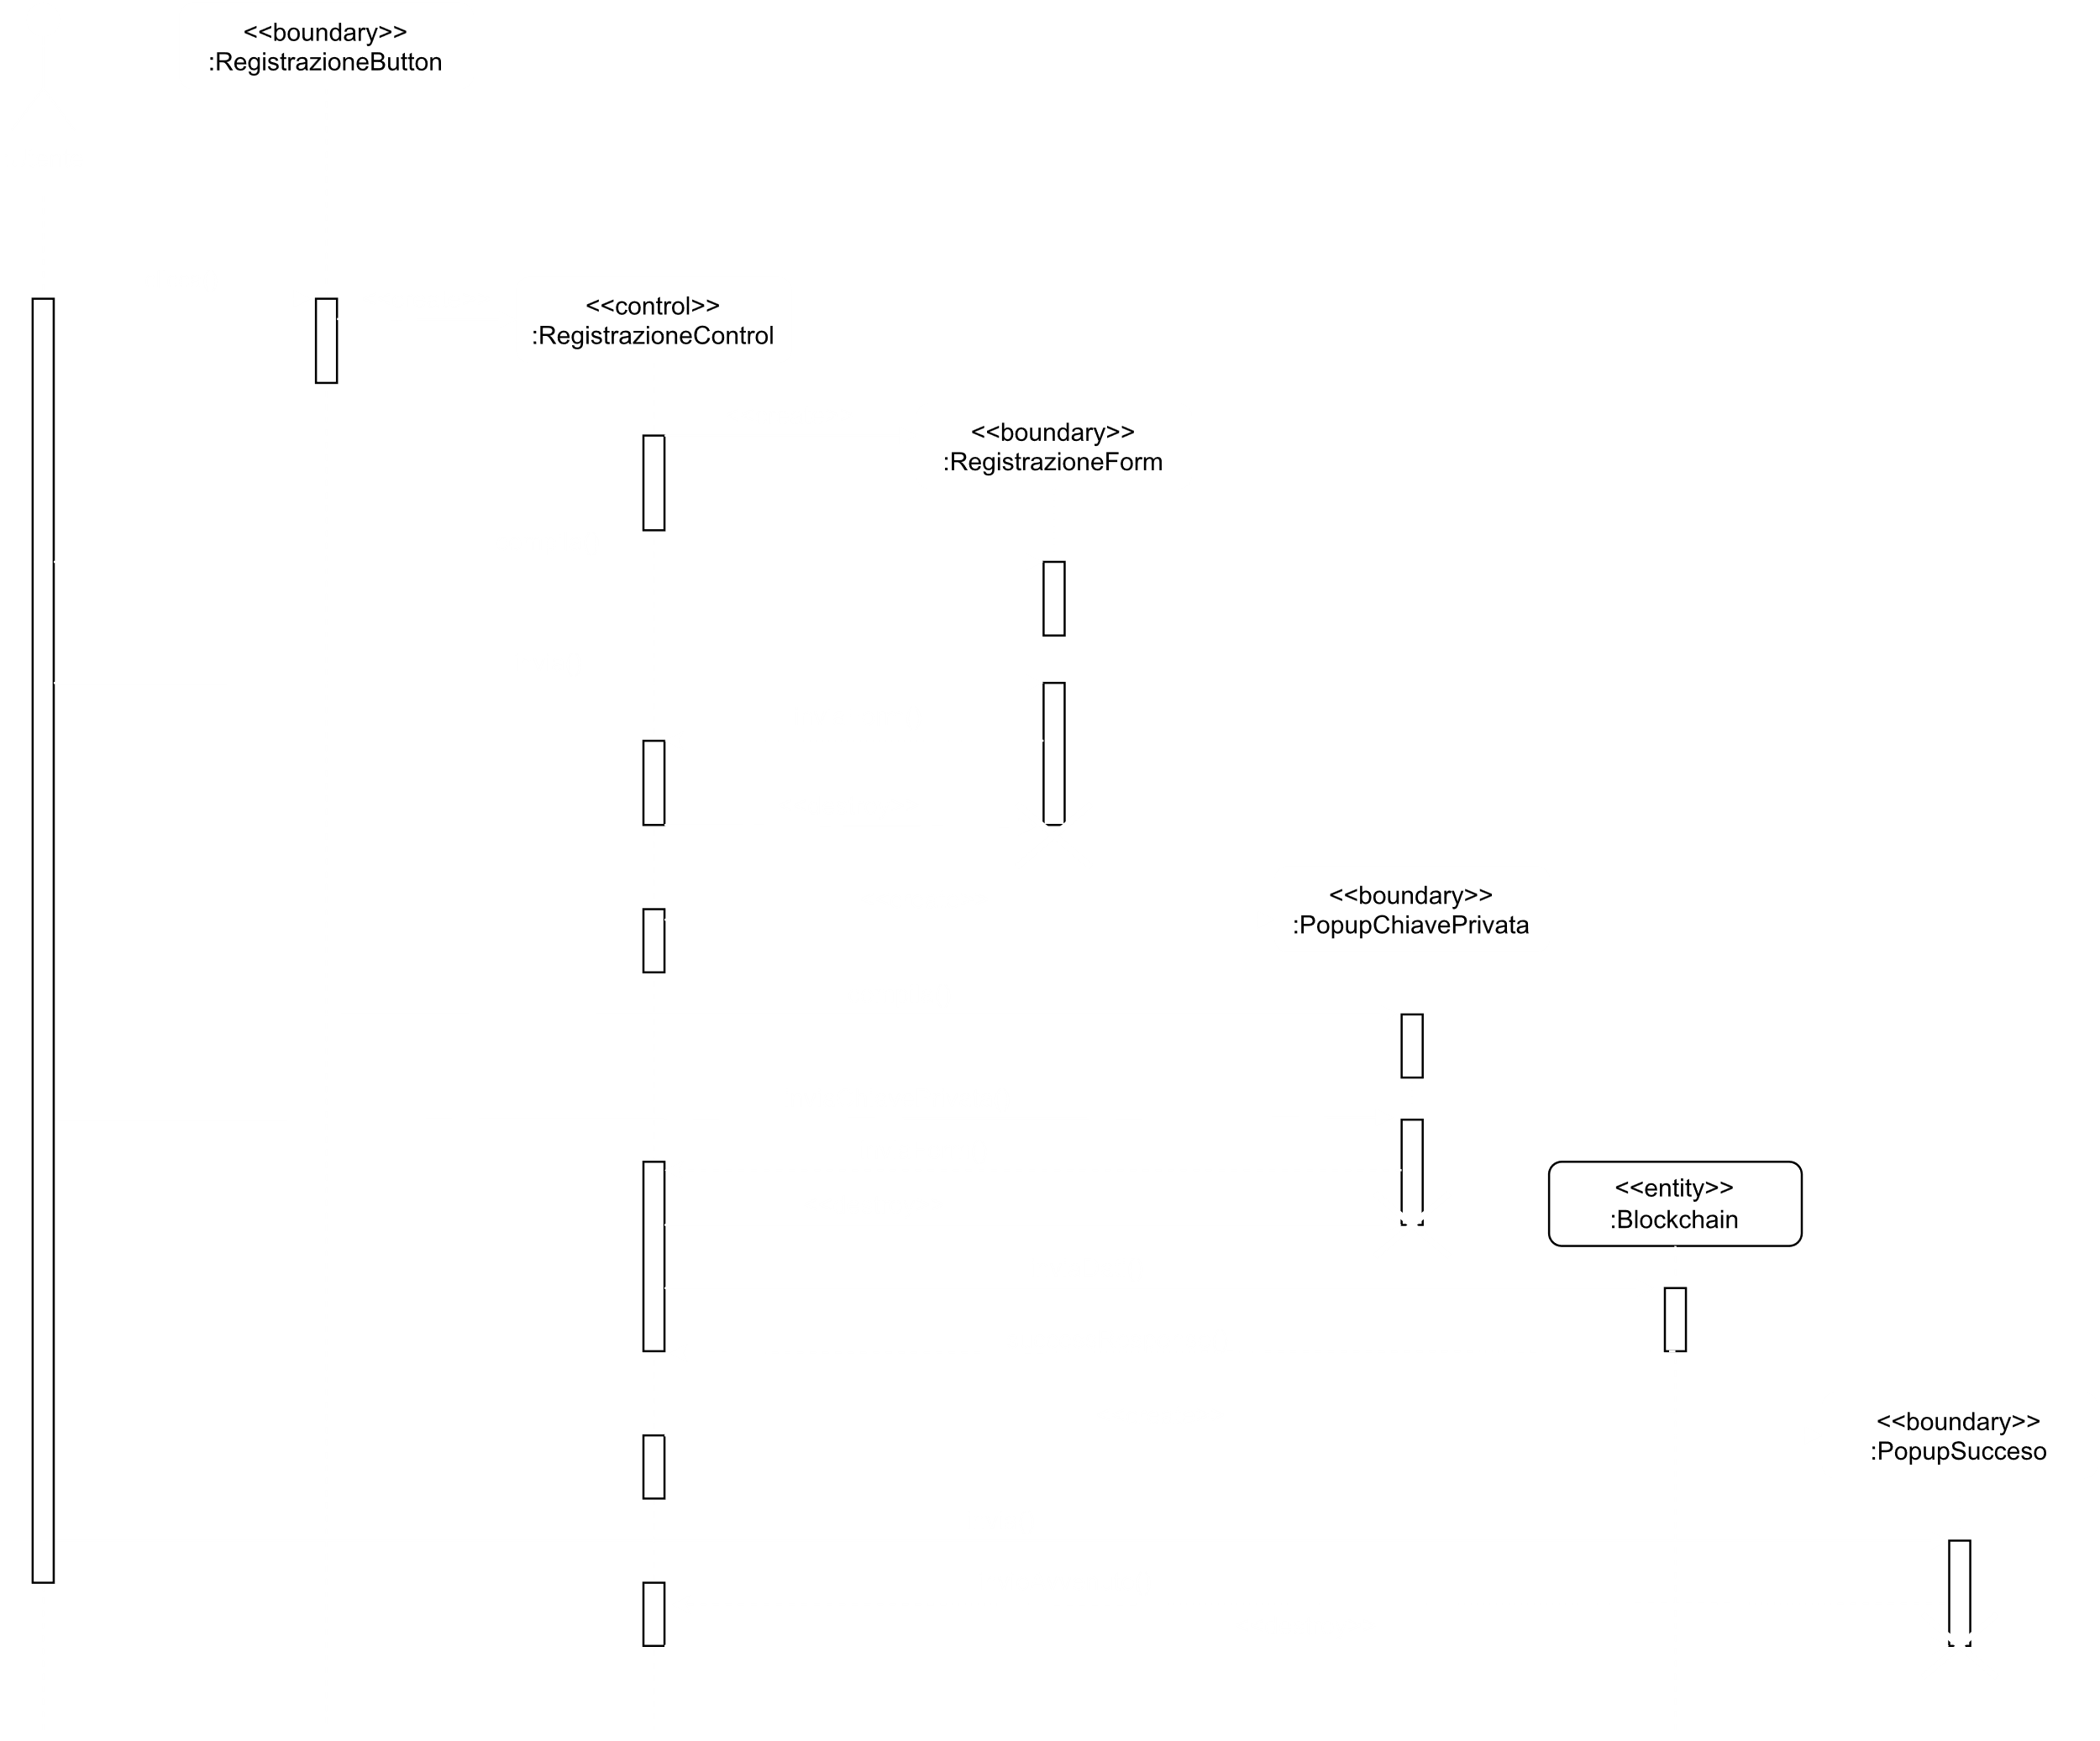 <<boundary>>
:RegistrazioneButton
<<control>>
:RegistrazioneControl
<<boundary>>
:RegistrazioneForm
<<boundary>>
:PopupChiavePrivata
<<entity>>
:Blockchain
<<boundary>>
:PopupSucceso